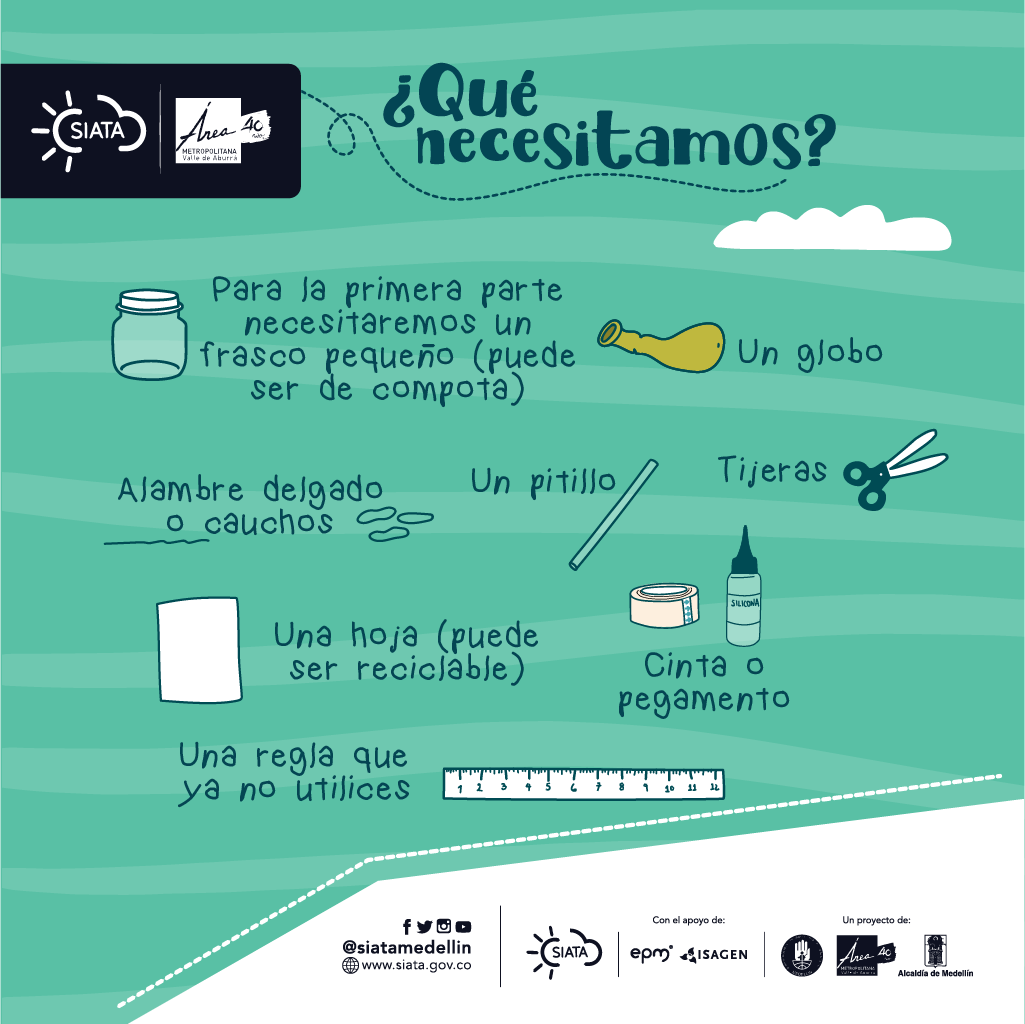 SIATA
Área 40
METROPOLITANA
Valle de Aburrá
¿Qué
necesitamos?
Para la primera parte
necesitaremos un
frasco pequeño (puede
ser de compota)
Un globo
Alambre delgado
o cauchos
Un pitillo
Tijeras
SILICONA
Una hoja (puede
ser reciclable)
Cinta o
pegamento
Una regla que
ya no utilices
1 2 3 4 5 6 7 8 9 10 11 12
@siatamedellin
www.siata.gov.co
SIATA
Con el apoyo de:
epm
ISAGEN
Un proyecto de:
Área 40
METROPOLITANA
Valle de Aburrá
Alcaldía de Medellín